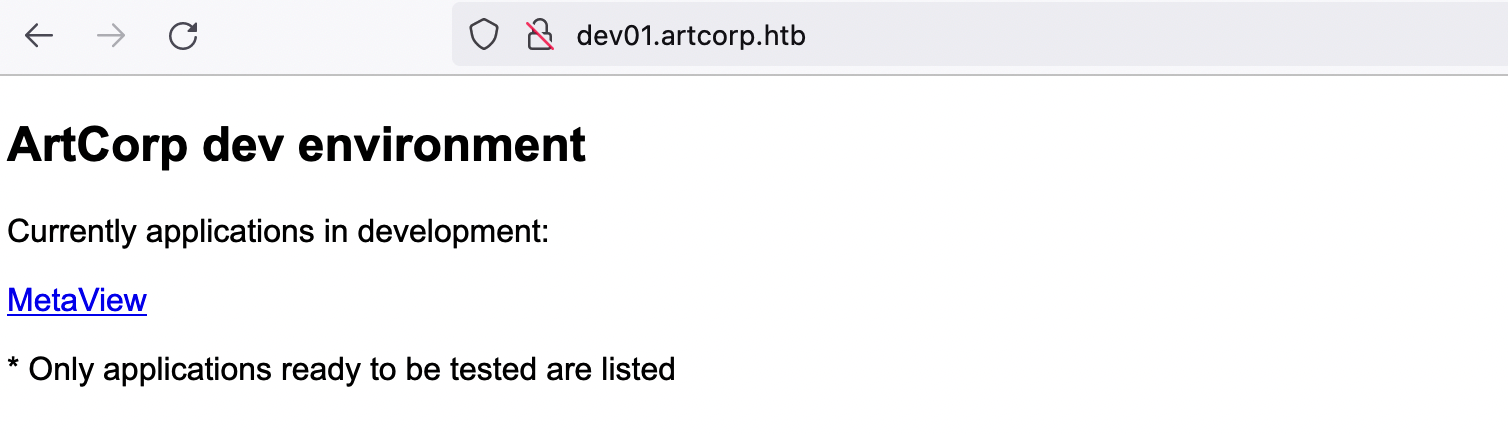 dev01.artcorp.htb
ArtCorp dev environment
Currently applications in development:
MetaView
* Only applications ready to be tested are listed